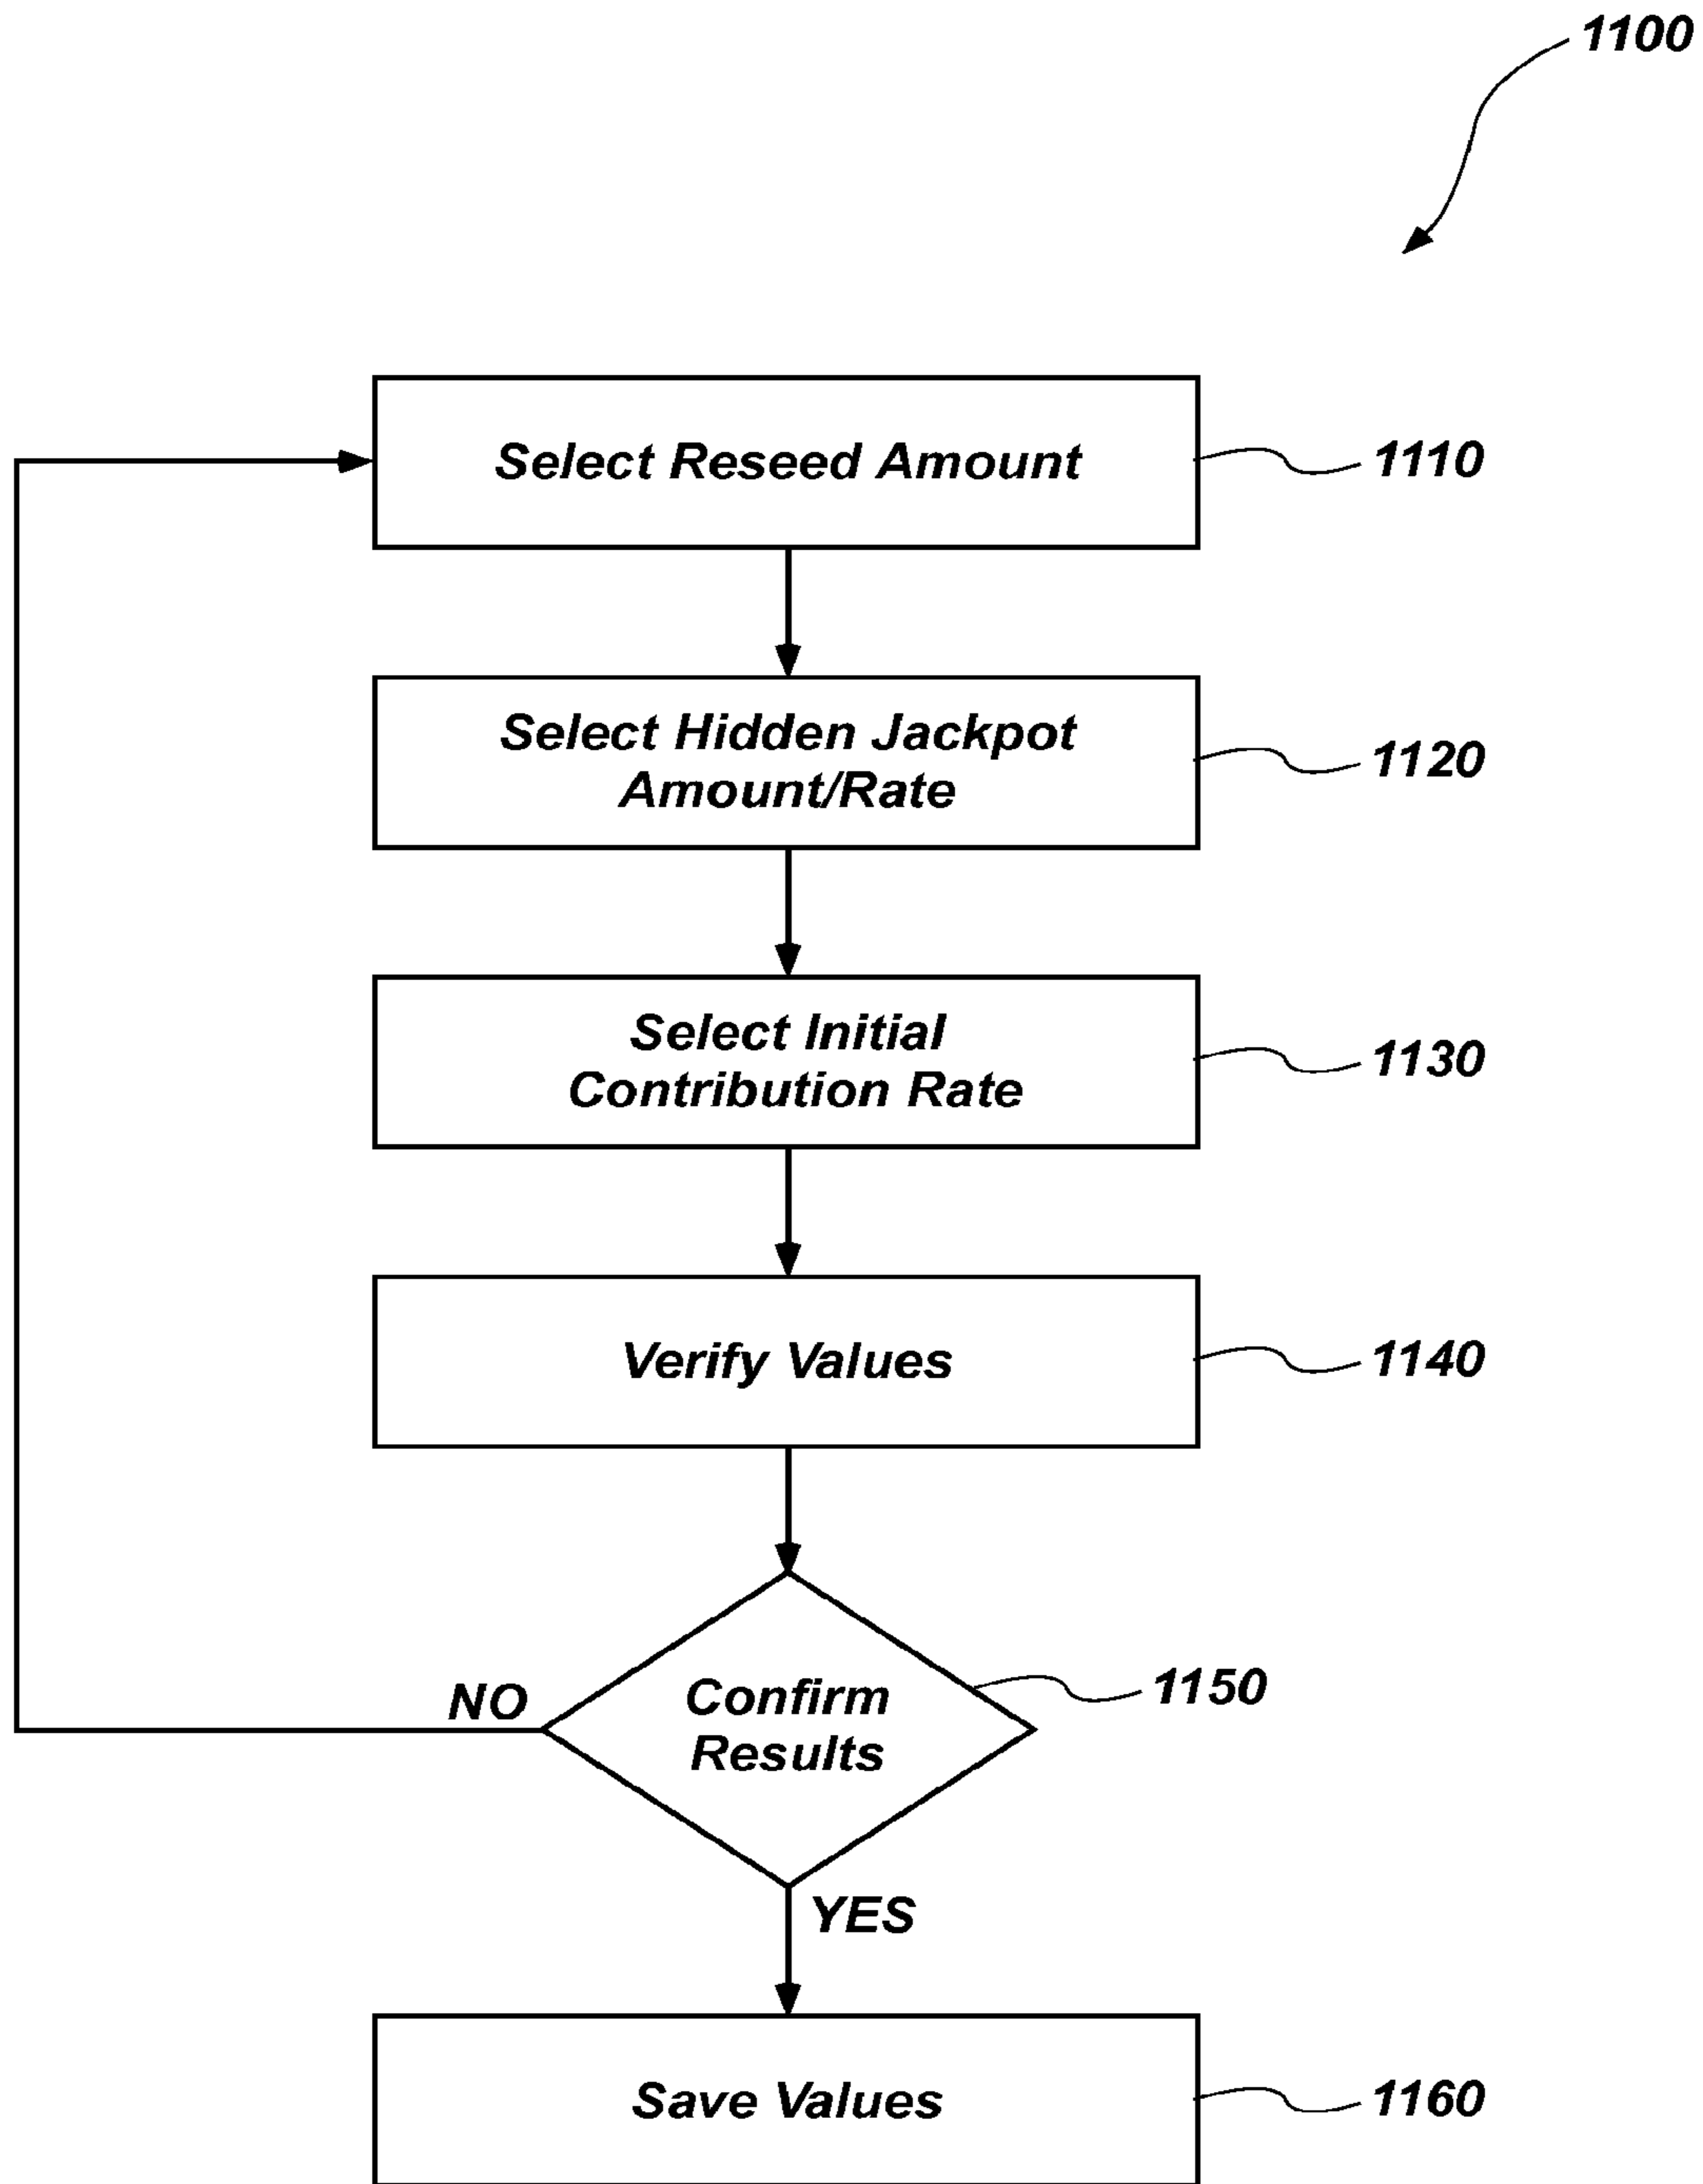 1100
Select Reseed Amount
1110
Select Hidden Jackpot
Amount/Rate
1120
Select Initial
Contribution Rate
1130
Verify Values
1140
Confirm
Results
1150
NO
YES
Save Values
1160